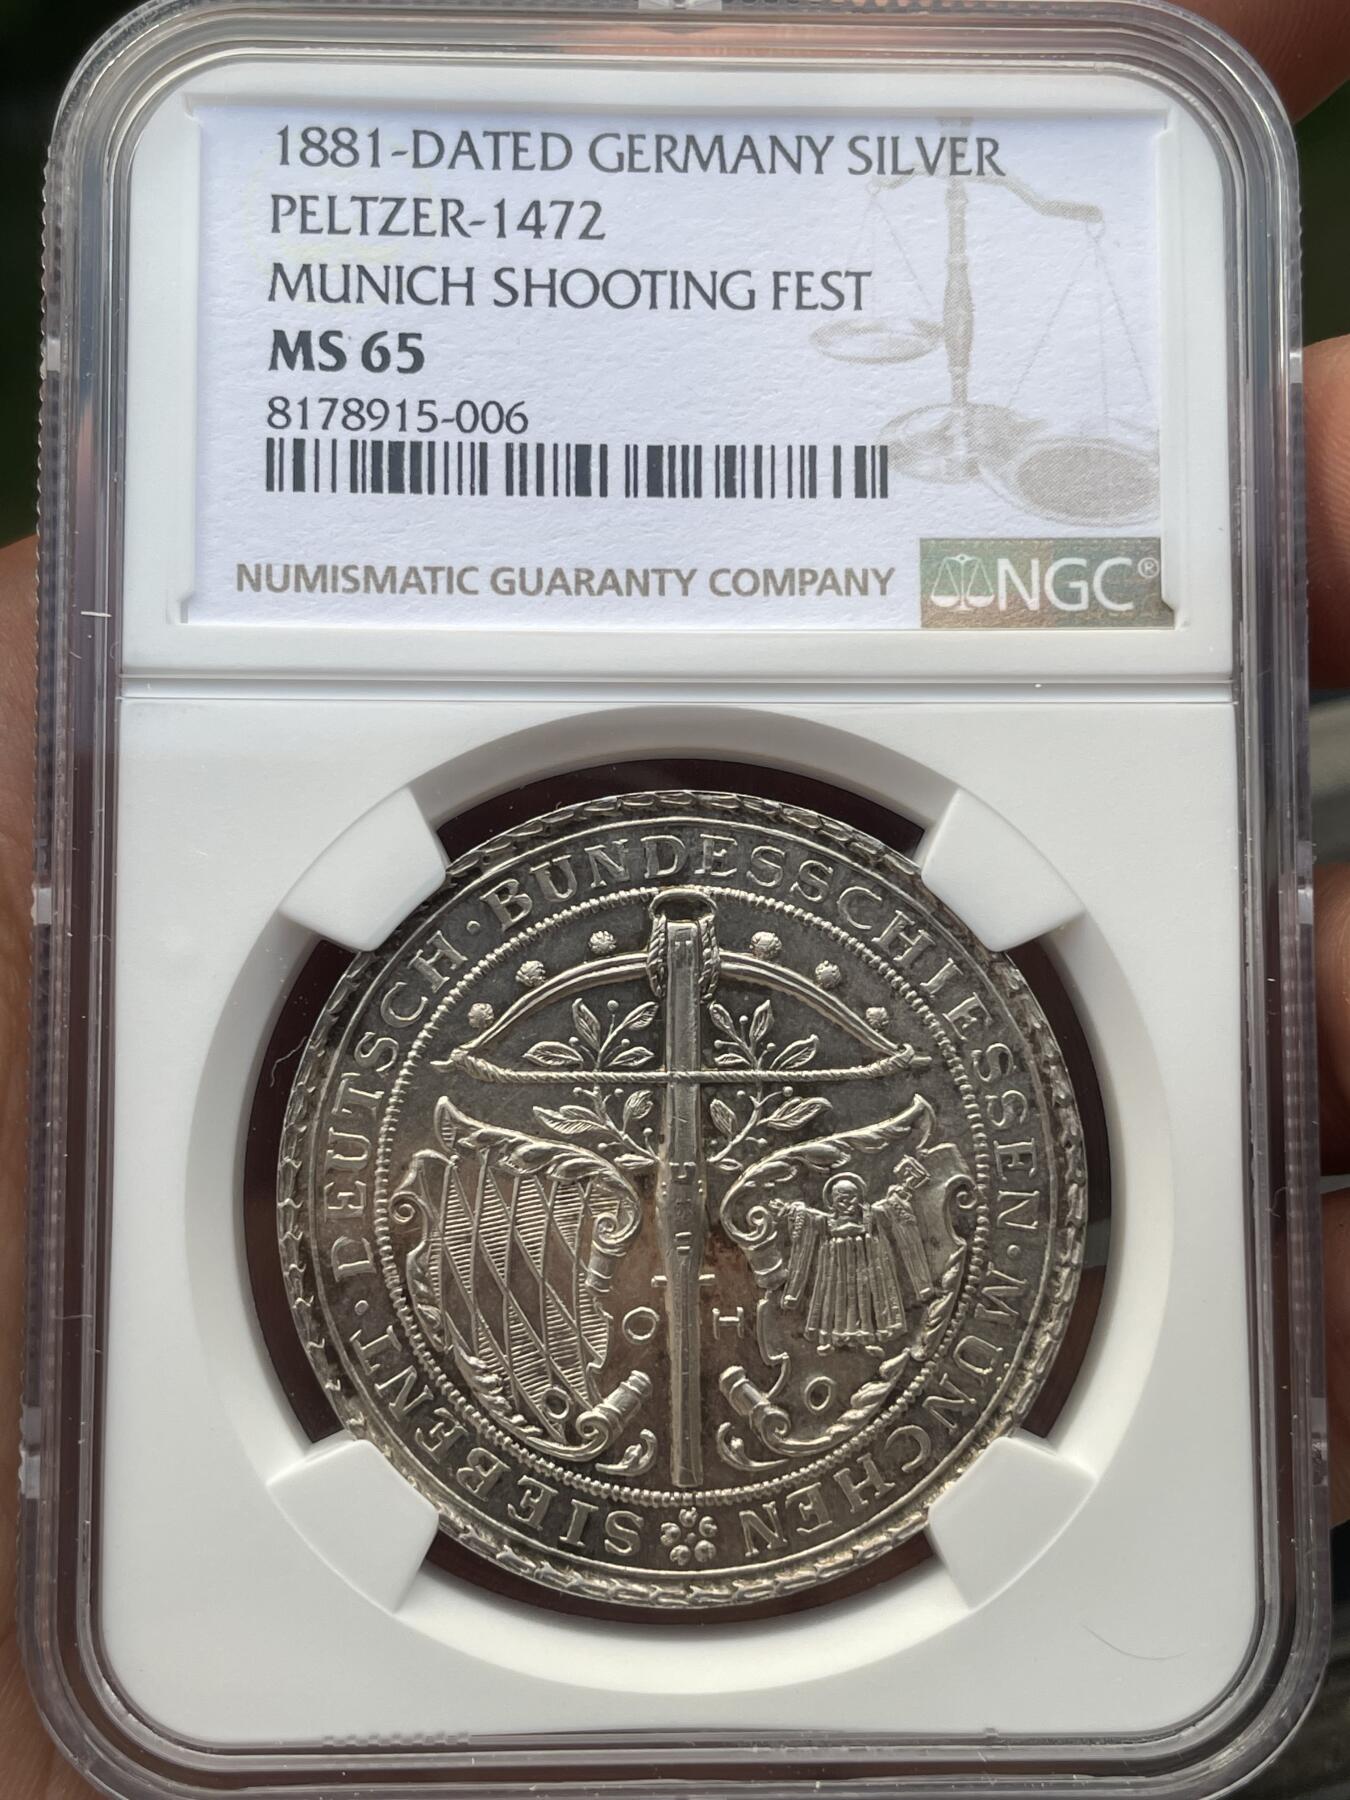 1881-DATED GERMANY SILVER
PELTZER-1472
MUNICH SHOOTING FEST
MS 65
8178915-006
NUMISMATIC GUARANTY COMPANY
NGC®
SIEBENT · DEUTSCH · BUNDESSCHIESSEN · MÜNCHEN